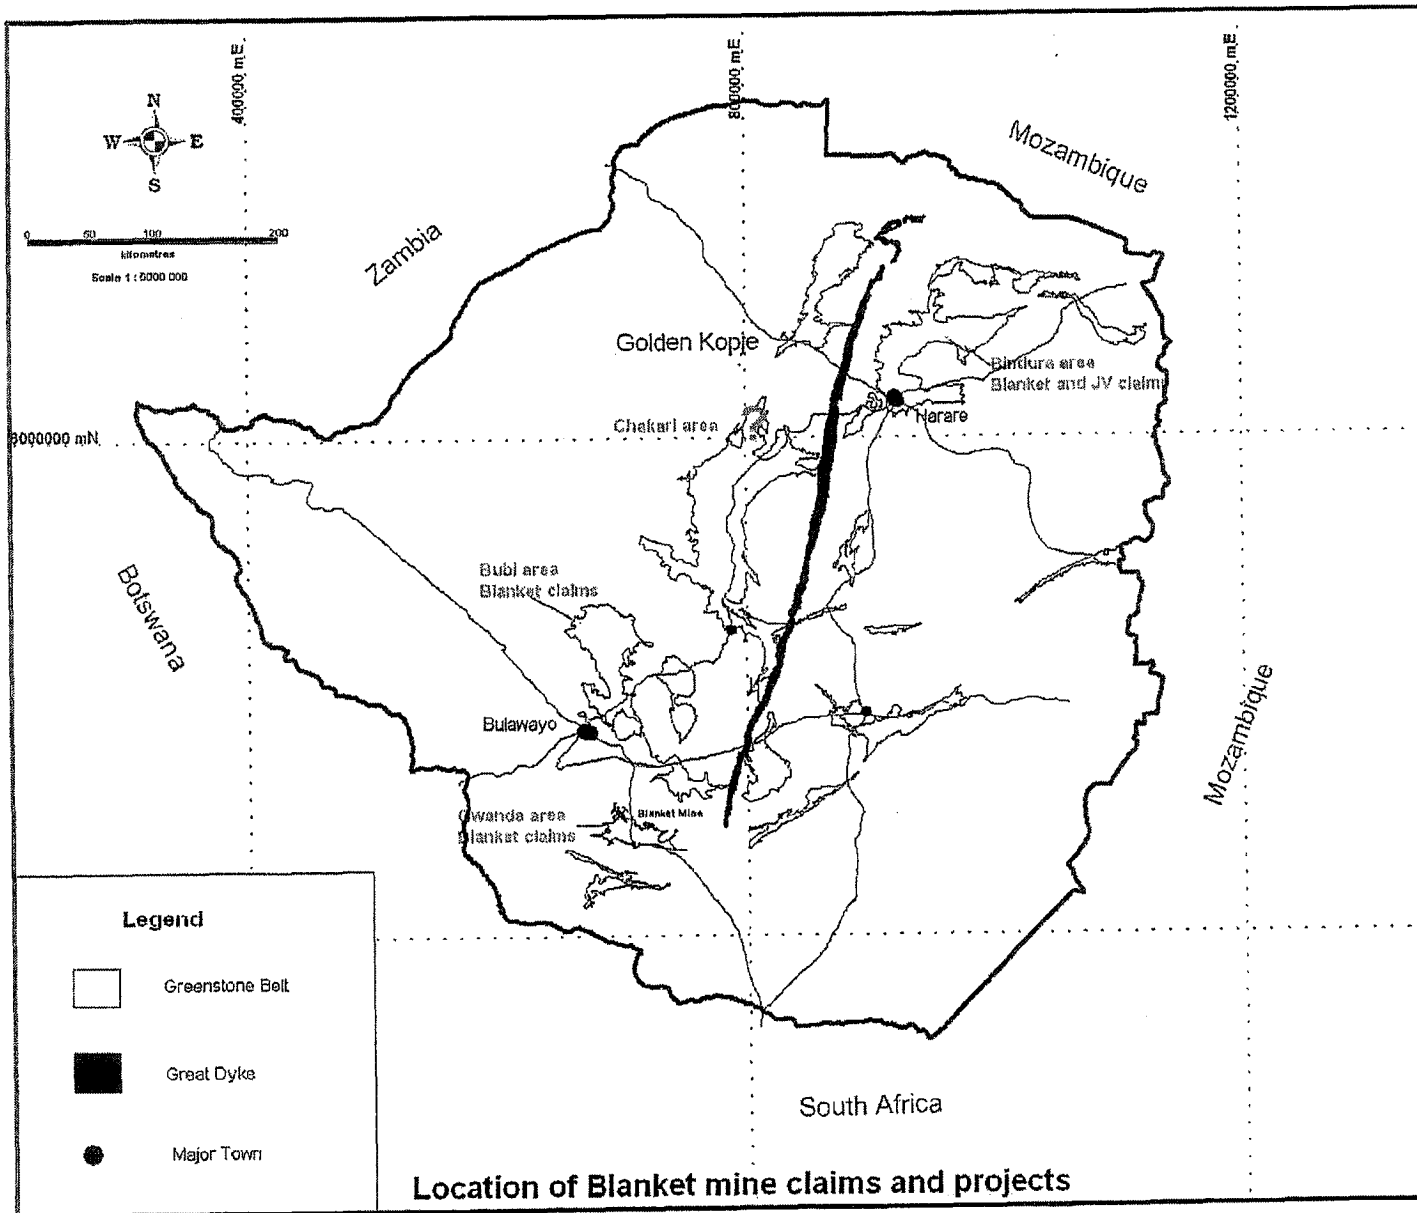 400000 mE
800000 mE
1200000 mE
N
W
E
S
0
50
100
200
kilometres
Scale 1 : 5000 000
Mozambique
Zambia
Golden Kopje
Bindura area
Blanket and JV claim
Harare
Chakari area
8000000 mN
Bubi area
Blanket claims
Botswana
Bulawayo
Mozambique
Gwanda area
Blanket claims
Blanket Mine
Legend
Greenstone Belt
Great Dyke
Major Town
South Africa
Location of Blanket mine claims and projects